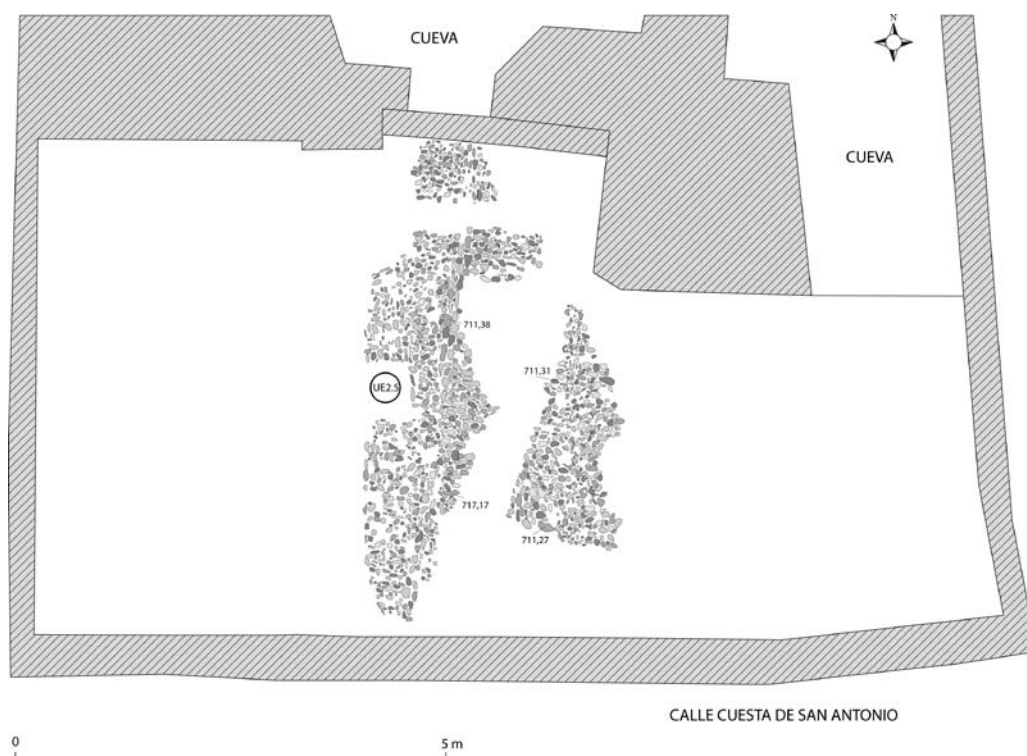 N
CUEVA
CUEVA
711,38
711,31
UE2.5
717,17
711,27
CALLE CUESTA DE SAN ANTONIO
0
5 m